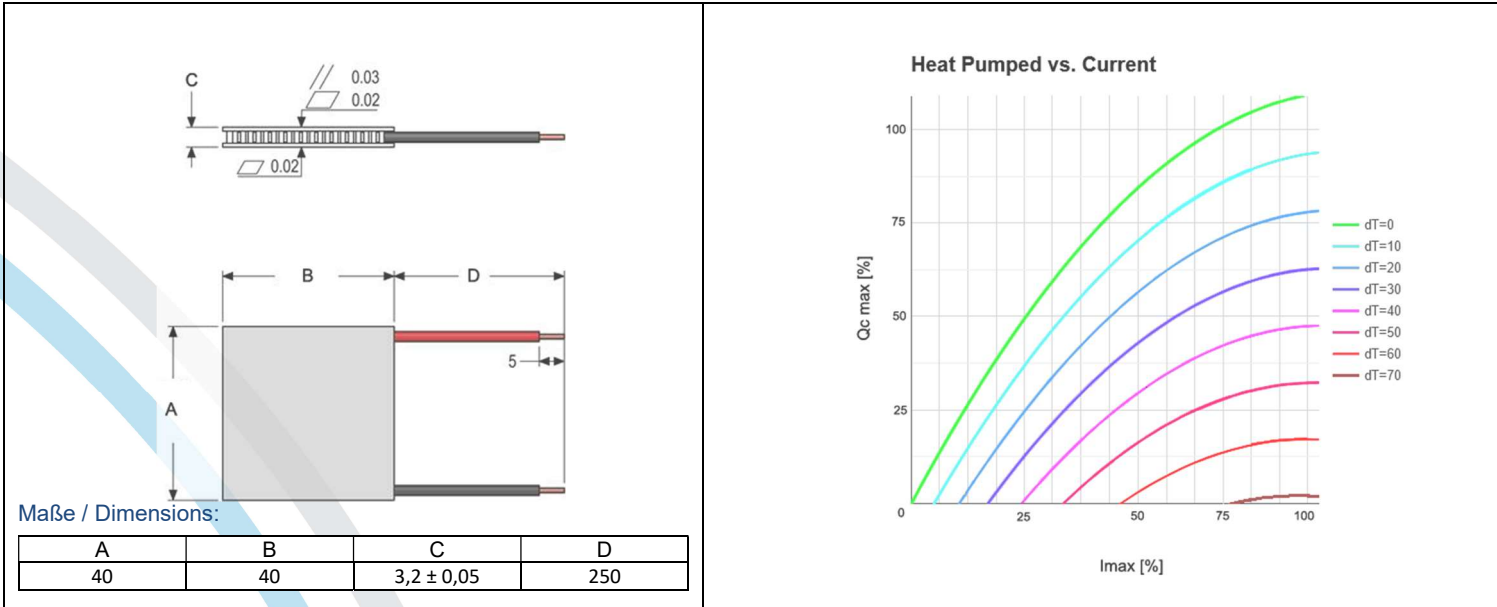 C
// 0.03
▱ 0.02
▱ 0.02
B
D
5
A
Maße / Dimensions:
A B C D
40 40 3,2 ± 0,05 250
Heat Pumped vs. Current
Qc max [%]
100
75
50
25
0
25 50 75 100
Imax [%]
dT=0
dT=10
dT=20
dT=30
dT=40
dT=50
dT=60
dT=70